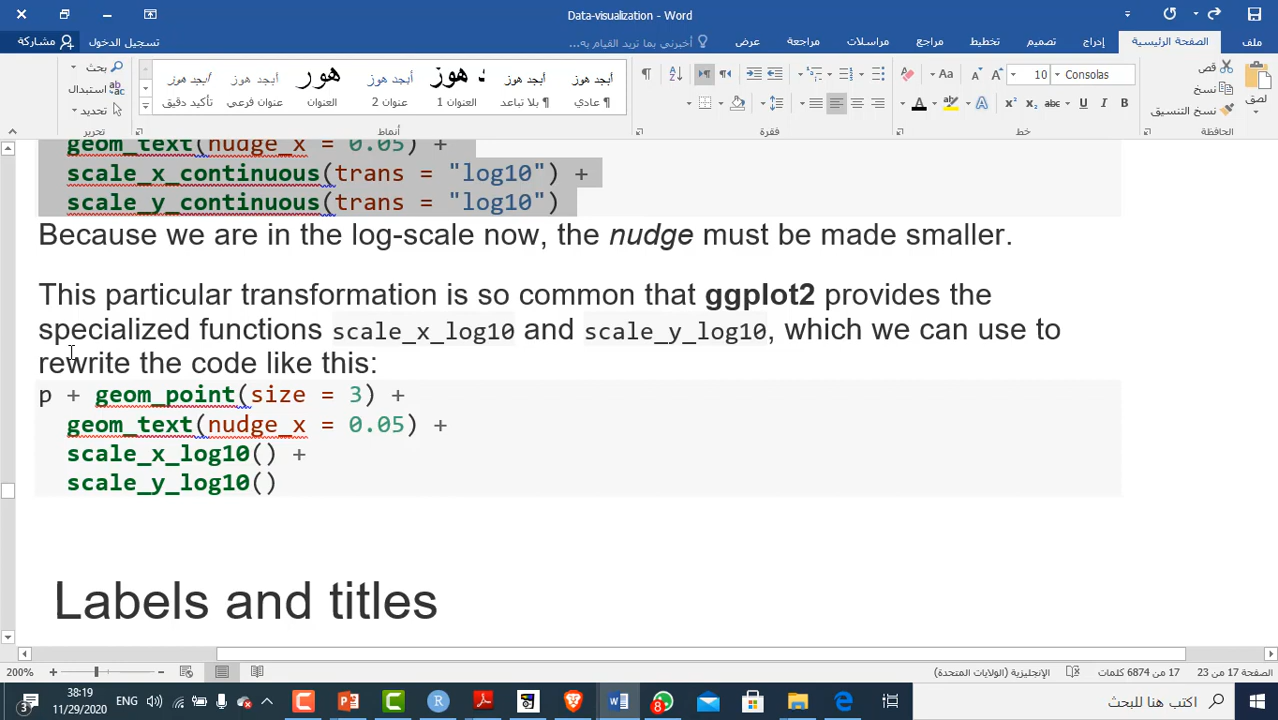 Data-visualization - Word
تسجيل الدخول
مشاركة
ملف
الصفحة الرئيسية
إدراج
تصميم
تخطيط
مراجع
مراسلات
مراجعة
عرض
أخبرني بما تريد القيام به...
لصق
قص
نسخ
نسخ التنسيق
الحافظة
Consolas
10
Aa
B I U abc x₂ x²
خط
فقرة
أبجد هوز
¶ عادي
أبجد هوز
¶ بلا تباعد
العنوان 1
أبجد هوز
عنوان 2
هور
العنوان
أبجد هوز
عنوان فرعي
أبجد هوز
تأكيد دقيق
أنماط
بحث
استبدال
تحديد
تحرير
geom_text(nudge_x = 0.05) +
scale_x_continuous(trans = "log10") +
scale_y_continuous(trans = "log10")
Because we are in the log-scale now, the nudge must be made smaller.
This particular transformation is so common that ggplot2 provides the
specialized functions scale_x_log10 and scale_y_log10, which we can use to
rewrite the code like this:
p + geom_point(size = 3) +
geom_text(nudge_x = 0.05) +
scale_x_log10() +
scale_y_log10()
Labels and titles
الصفحة 17 من 23
17 من 6874 كلمات
الإنجليزية (الولايات المتحدة)
200%
اكتب هنا للبحث
8
ENG
38:19
11/29/2020
3